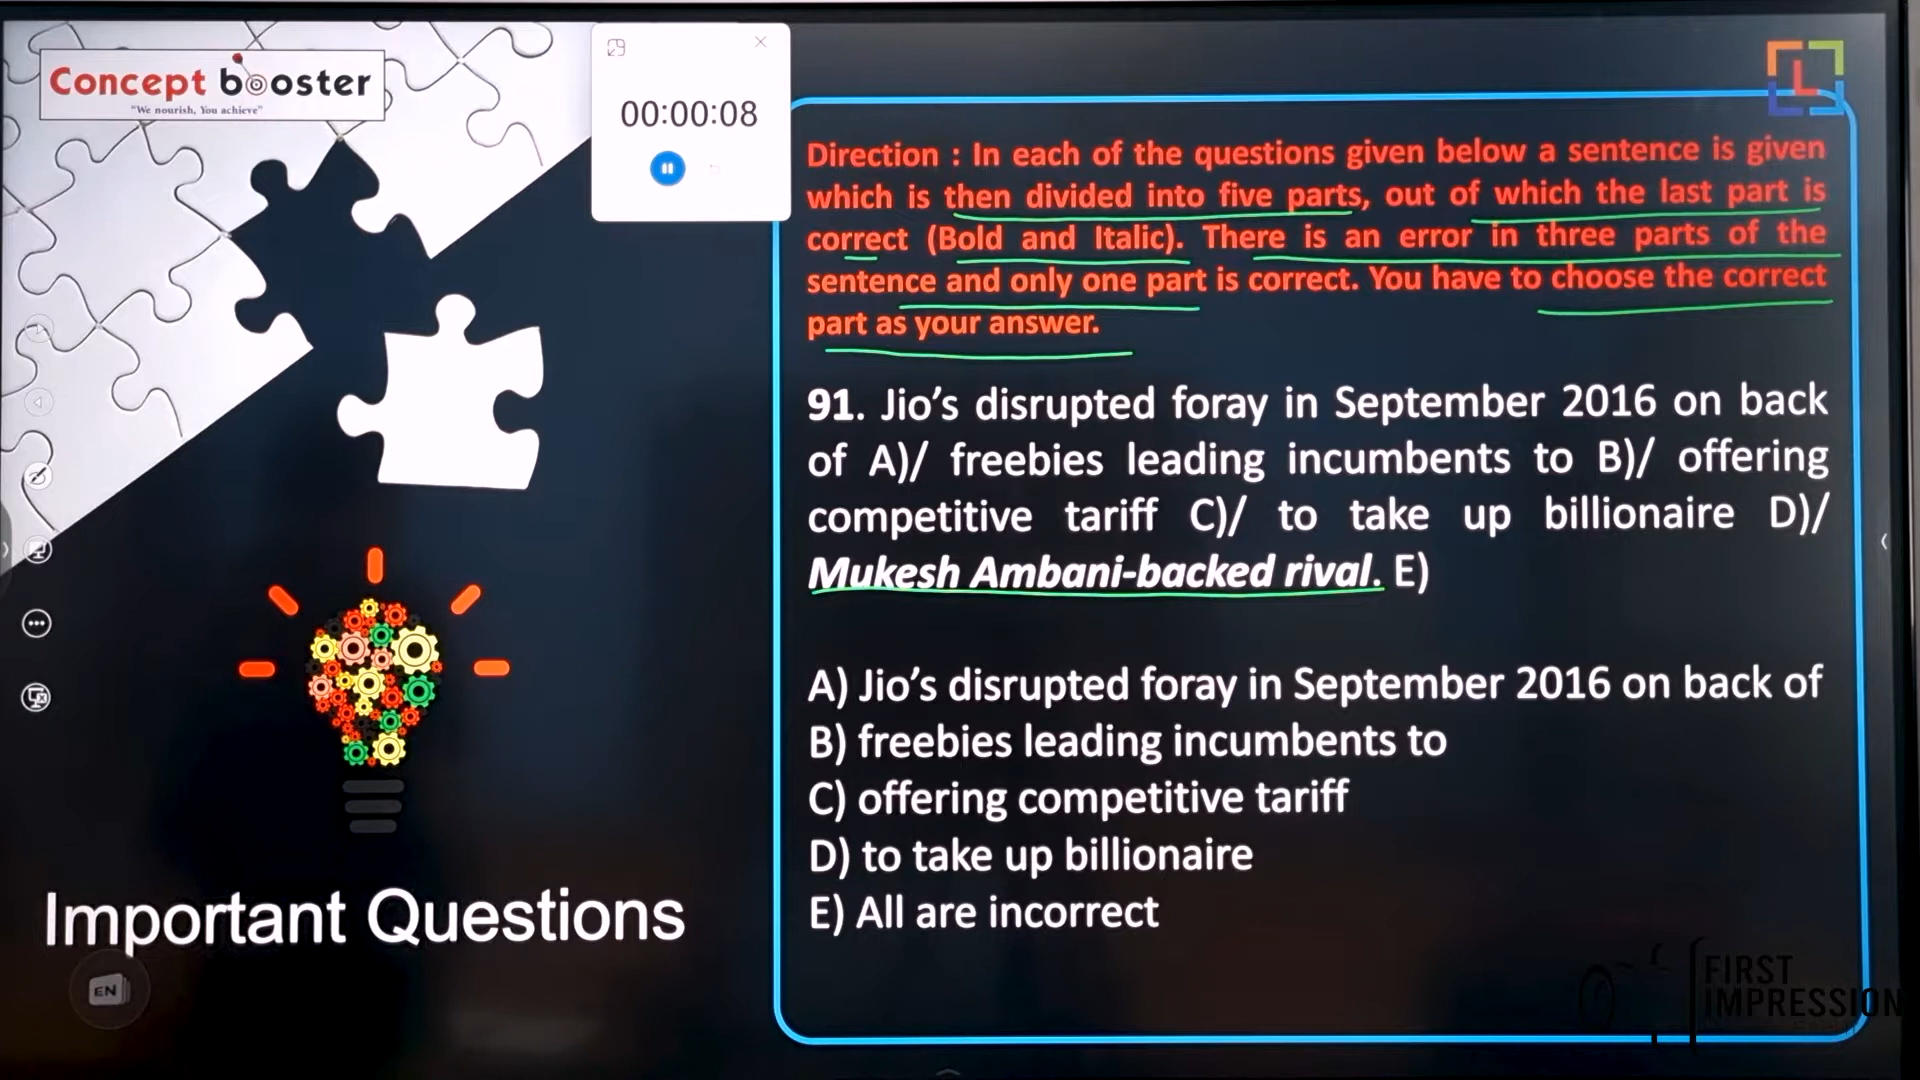 Concept booster
"We nourish, You achieve"
00:00:08
L
Direction : In each of the questions given below a sentence is given
which is then divided into five parts, out of which the last part is
correct (Bold and Italic). There is an error in three parts of the
sentence and only one part is correct. You have to choose the correct
part as your answer.
91. Jio's disrupted foray in September 2016 on back
of A)/ freebies leading incumbents to B)/ offering
competitive tariff C)/ to take up billionaire D)/
Mukesh Ambani-backed rival. E)
A) Jio's disrupted foray in September 2016 on back of
B) freebies leading incumbents to
C) offering competitive tariff
D) to take up billionaire
E) All are incorrect
Important Questions
EN
FIRST
IMPRESSION